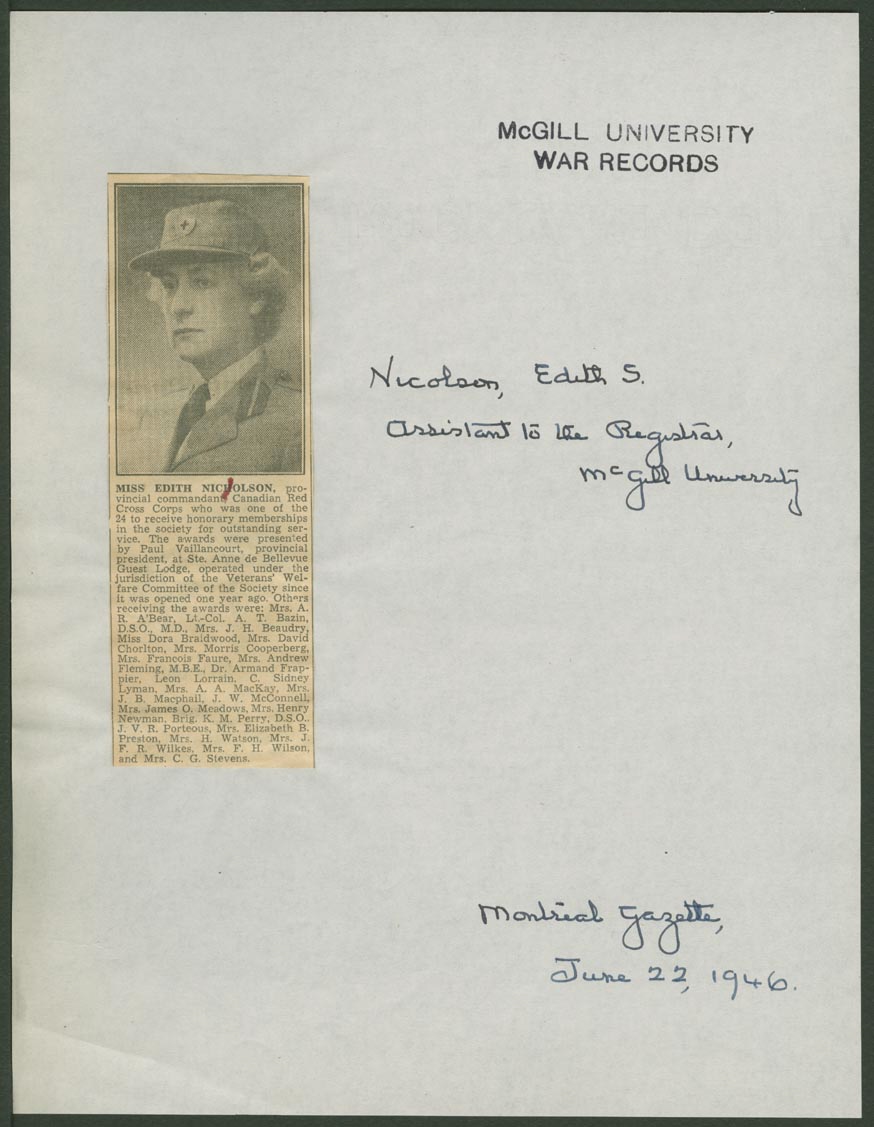 McGILL UNIVERSITY
WAR RECORDS
Nicolson, Edith S.
Assistant to the Registrar,
McGill University
MISS EDITH NICHOLSON, pro-
vincial commandant, Canadian Red
Cross Corps who was one of the
24 to receive honorary memberships
in the society for outstanding ser-
vice. The awards were presented
by Paul Vaillancourt, provincial
president, at Ste. Anne de Bellevue
Guest Lodge, operated under the
jurisdiction of the Veterans' Wel-
fare Committee of the Society since
it was opened one year ago. Others
receiving the awards were: Mrs. A.
R. A'Bear, Lt.-Col. A. T. Bazin,
D.S.O., M.D., Mrs. J. H. Beaudry,
Miss Dora Braidwood, Mrs. David
Chorlton, Mrs. Morris Cooperberg,
Mrs. Francois Faure, Mrs. Andrew
Fleming, M.B.E., Dr. Armand Frap-
pier, Leon Lorrain, C. Sidney
Lyman, Mrs. A. A. MacKay, Mrs.
J. B. Macphail, J. W. McConnell,
Mrs. James O. Meadows, Mrs. Henry
Newman, Brig. K. M. Perry, D.S.O.,
J. V. R. Porteous, Mrs. Elizabeth B.
Preston, Mrs. H. Watson, Mrs. J.
F. R. Wilkes, Mrs. F. H. Wilson,
and Mrs. C. G. Stevens.
Montreal Gazette,
June 22, 1946.